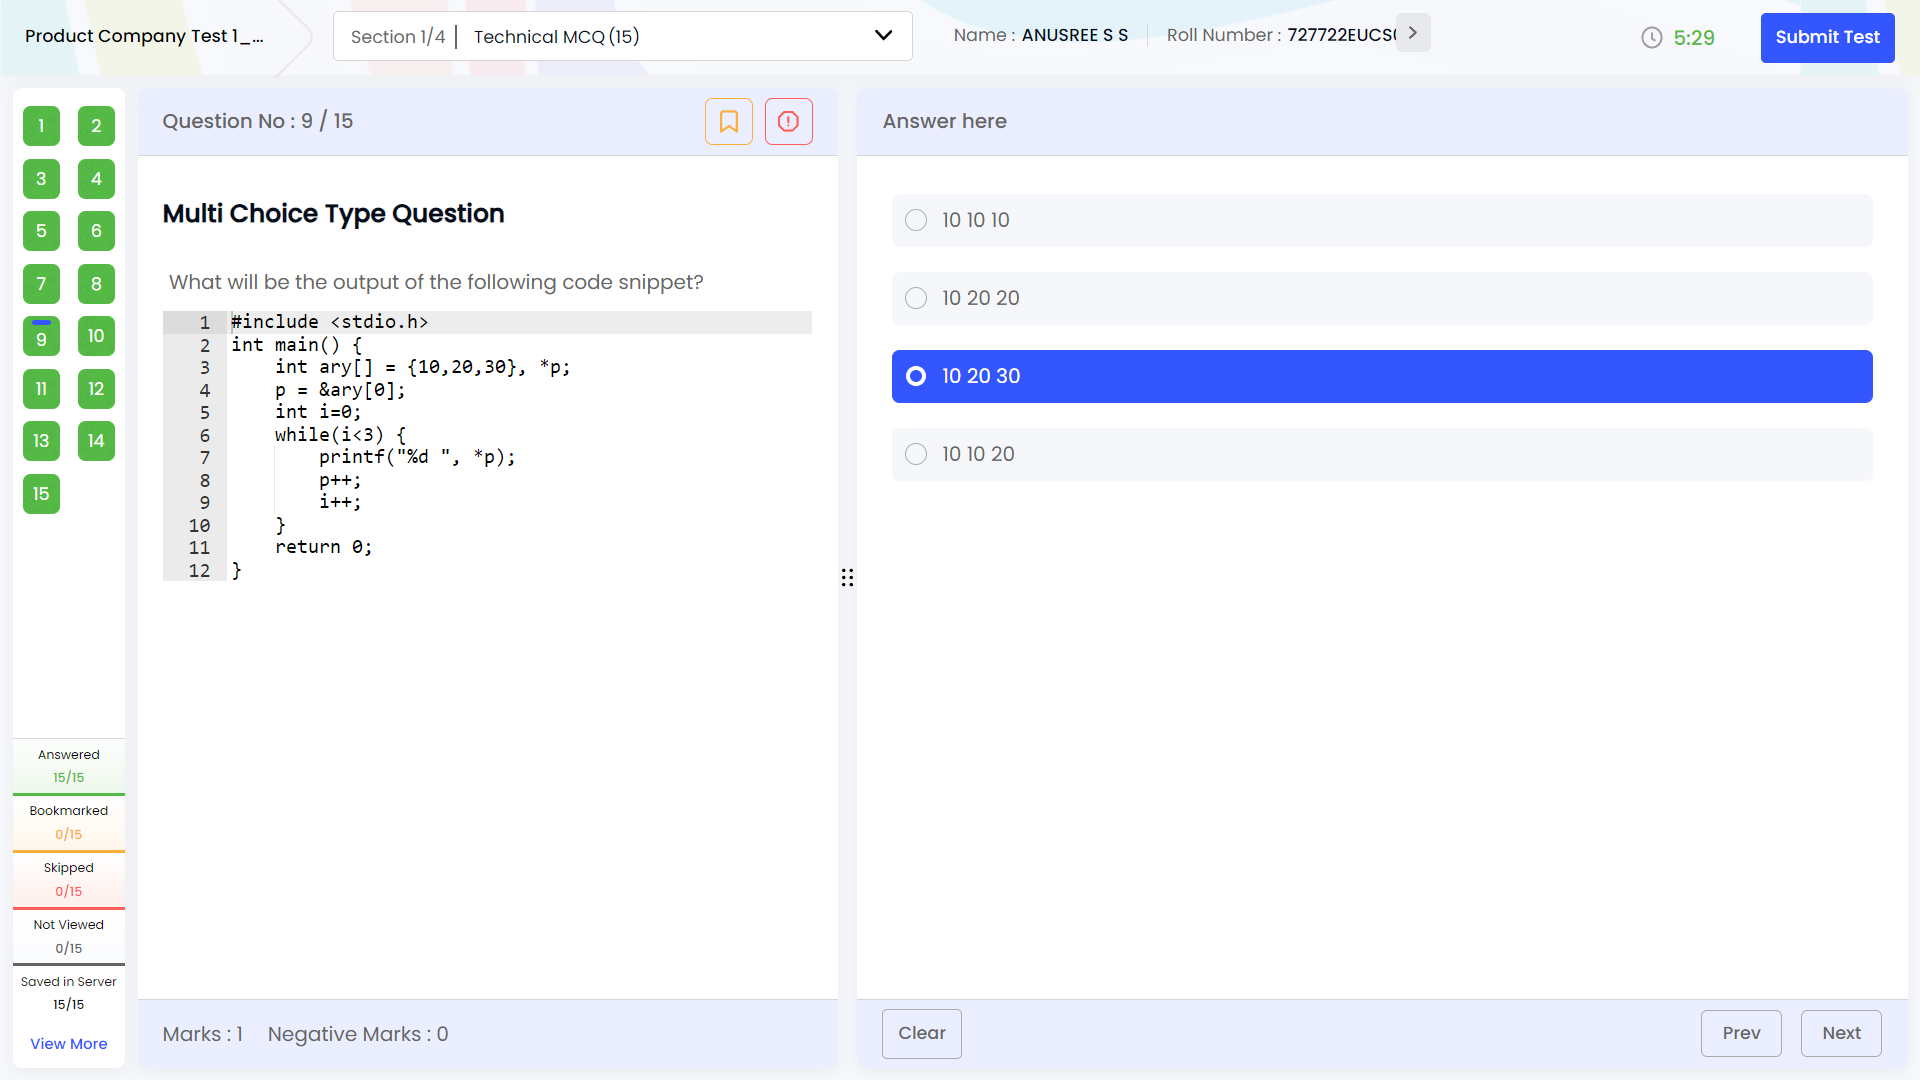 Product Company Test 1_...
Section 1/4 | Technical MCQ (15)
Name : ANUSREE S S
Roll Number : 727722EUCS
5:29
Submit Test
1 2
3 4
5 6
7 8
9 10
11 12
13 14
15
Answered
15/15
Bookmarked
0/15
Skipped
0/15
Not Viewed
0/15
Saved in Server
15/15
View More
Question No : 9 / 15
Multi Choice Type Question
What will be the output of the following code snippet?
1 #include <stdio.h>
2 int main() {
3     int ary[] = {10,20,30}, *p;
4     p = &ary[0];
5     int i=0;
6     while(i<3) {
7         printf("%d ", *p);
8         p++;
9         i++;
10     }
11     return 0;
12 }
Marks : 1 Negative Marks : 0
Answer here
10 10 10
10 20 20
10 20 30
10 10 20
Clear
Prev
Next